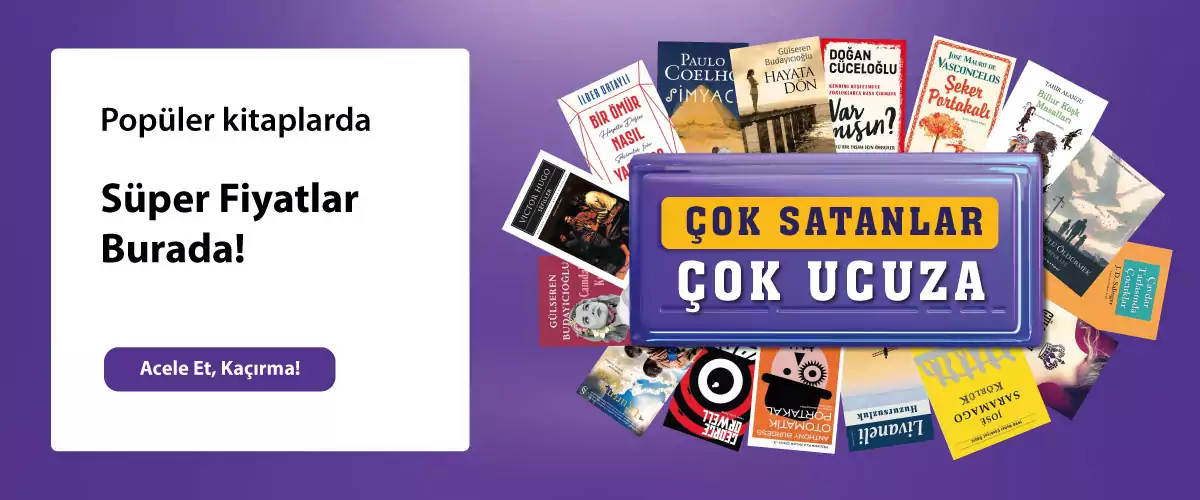 Popüler kitaplarda
Süper Fiyatlar
Burada!
Acele Et, Kaçırma!
ÇOK SATANLAR
ÇOK UCUZA
İLBER ORTAYLI
BİR ÖMÜR
NASIL
PAULO
COELHO
SİMYACI
Gülseren
Budayıcıoğlu
HAYATA
DÖN
DOĞAN
CÜCELOĞLU
Var
mısın?
JOSE MAURO DE
VASCONCELOS
Şeker
Portakalı
TAHİR ALANGU
Billur Köşk
Masalları
VICTOR HUGO
SEFİLLER
GÜLSEREN
BUDAYICIOĞLU
Çavdar
Tarlasında
Çocuklar
J. D. Salinger
GEORGE
ORWELL
ANTHONY BURGESS
OTOMATİK
PORTAKAL
Livaneli
Huzursuzluk
JOSÉ
SARAMAGO
KÖRLÜK